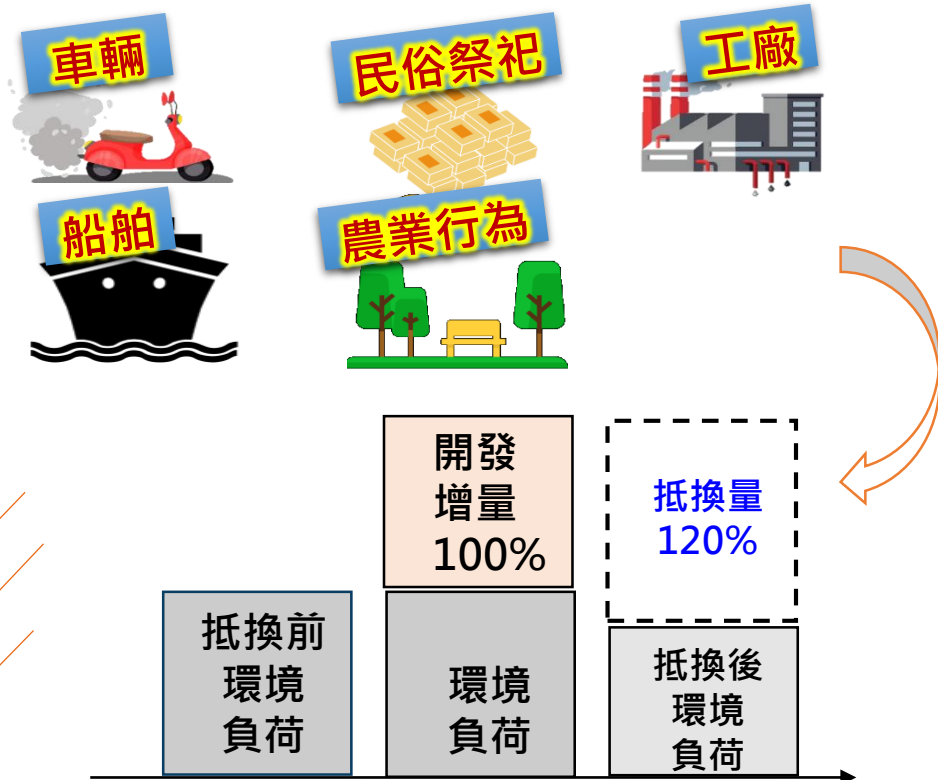 車輛
民俗祭祀
工廠
船舶
農業行為
開發
增量
100%
抵換量
120%
抵換前
環境
負荷
環境
負荷
抵換後
環境
負荷